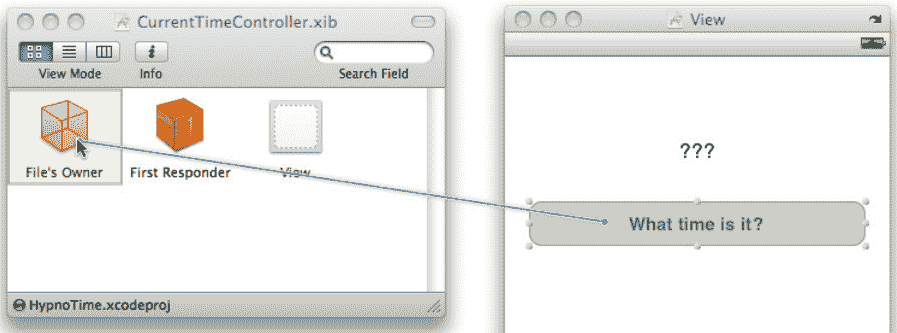 CurrentTimeController.xib
View Mode
Info
Search Field
File's Owner
First Responder
View
HypnoTime.xcodeproj
View
???
What time is it?